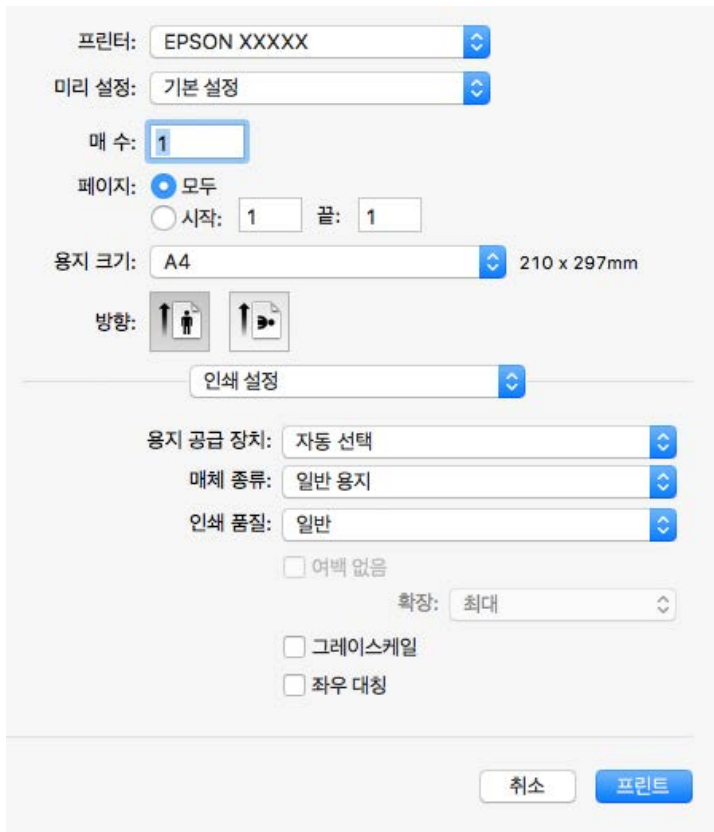 프린터: EPSON XXXXX
미리 설정: 기본 설정
매 수: 1
페이지: 모두
시작: 1 끝: 1
용지 크기: A4 210 x 297mm
방향:
인쇄 설정
용지 공급 장치: 자동 선택
매체 종류: 일반 용지
인쇄 품질: 일반
여백 없음
확장: 최대
그레이스케일
좌우 대칭
취소 프린트